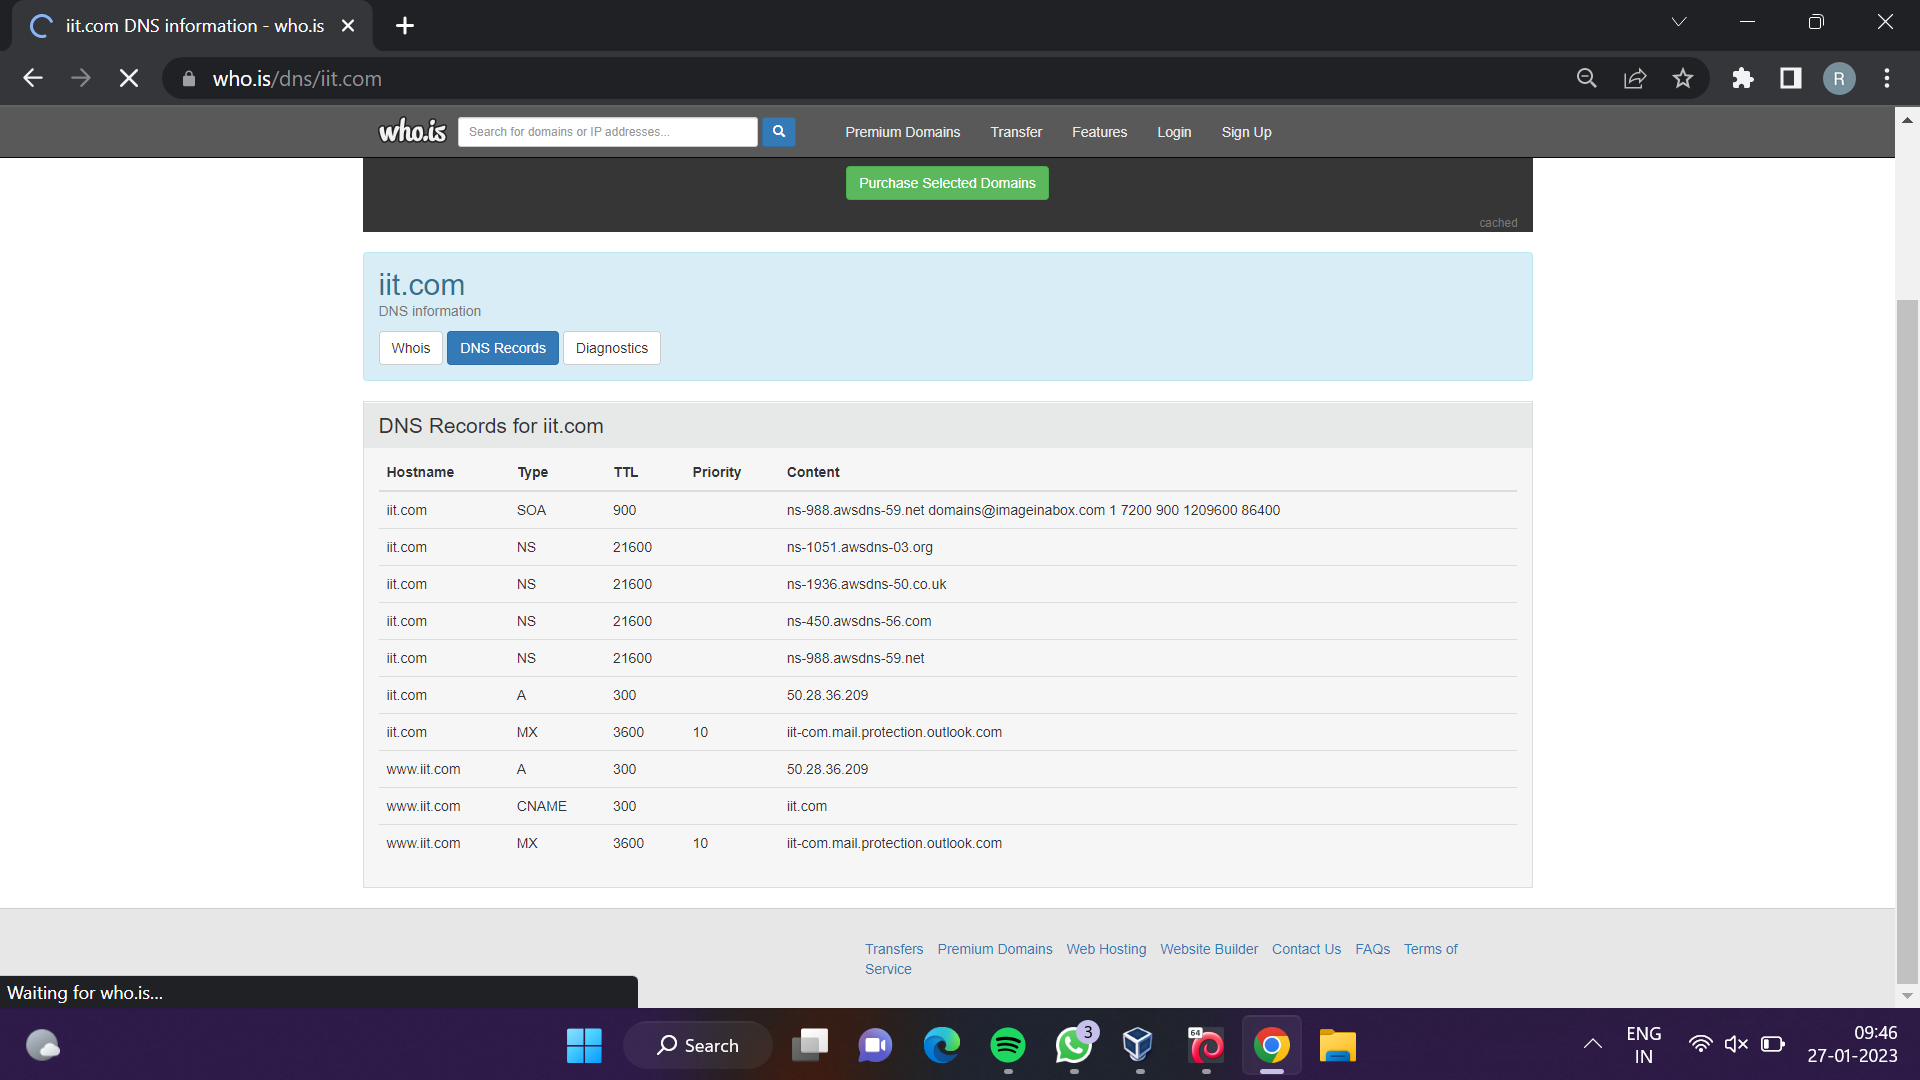 iit.com DNS information - who.is
who.is/dns/iit.com
R
who.is
Search for domains or IP addresses...
Premium Domains Transfer Features Login Sign Up
Purchase Selected Domains
cached
iit.com
DNS information
Whois DNS Records Diagnostics
DNS Records for iit.com
Hostname Type TTL Priority Content
iit.com SOA 900 ns-988.awsdns-59.net domains@imageinabox.com 1 7200 900 1209600 86400
iit.com NS 21600 ns-1051.awsdns-03.org
iit.com NS 21600 ns-1936.awsdns-50.co.uk
iit.com NS 21600 ns-450.awsdns-56.com
iit.com NS 21600 ns-988.awsdns-59.net
iit.com A 300 50.28.36.209
iit.com MX 3600 10 iit-com.mail.protection.outlook.com
www.iit.com A 300 50.28.36.209
www.iit.com CNAME 300 iit.com
www.iit.com MX 3600 10 iit-com.mail.protection.outlook.com
Transfers Premium Domains Web Hosting Website Builder Contact Us FAQs Terms of
Service
Waiting for who.is...
Search
3
64
ENG
IN
09:46
27-01-2023